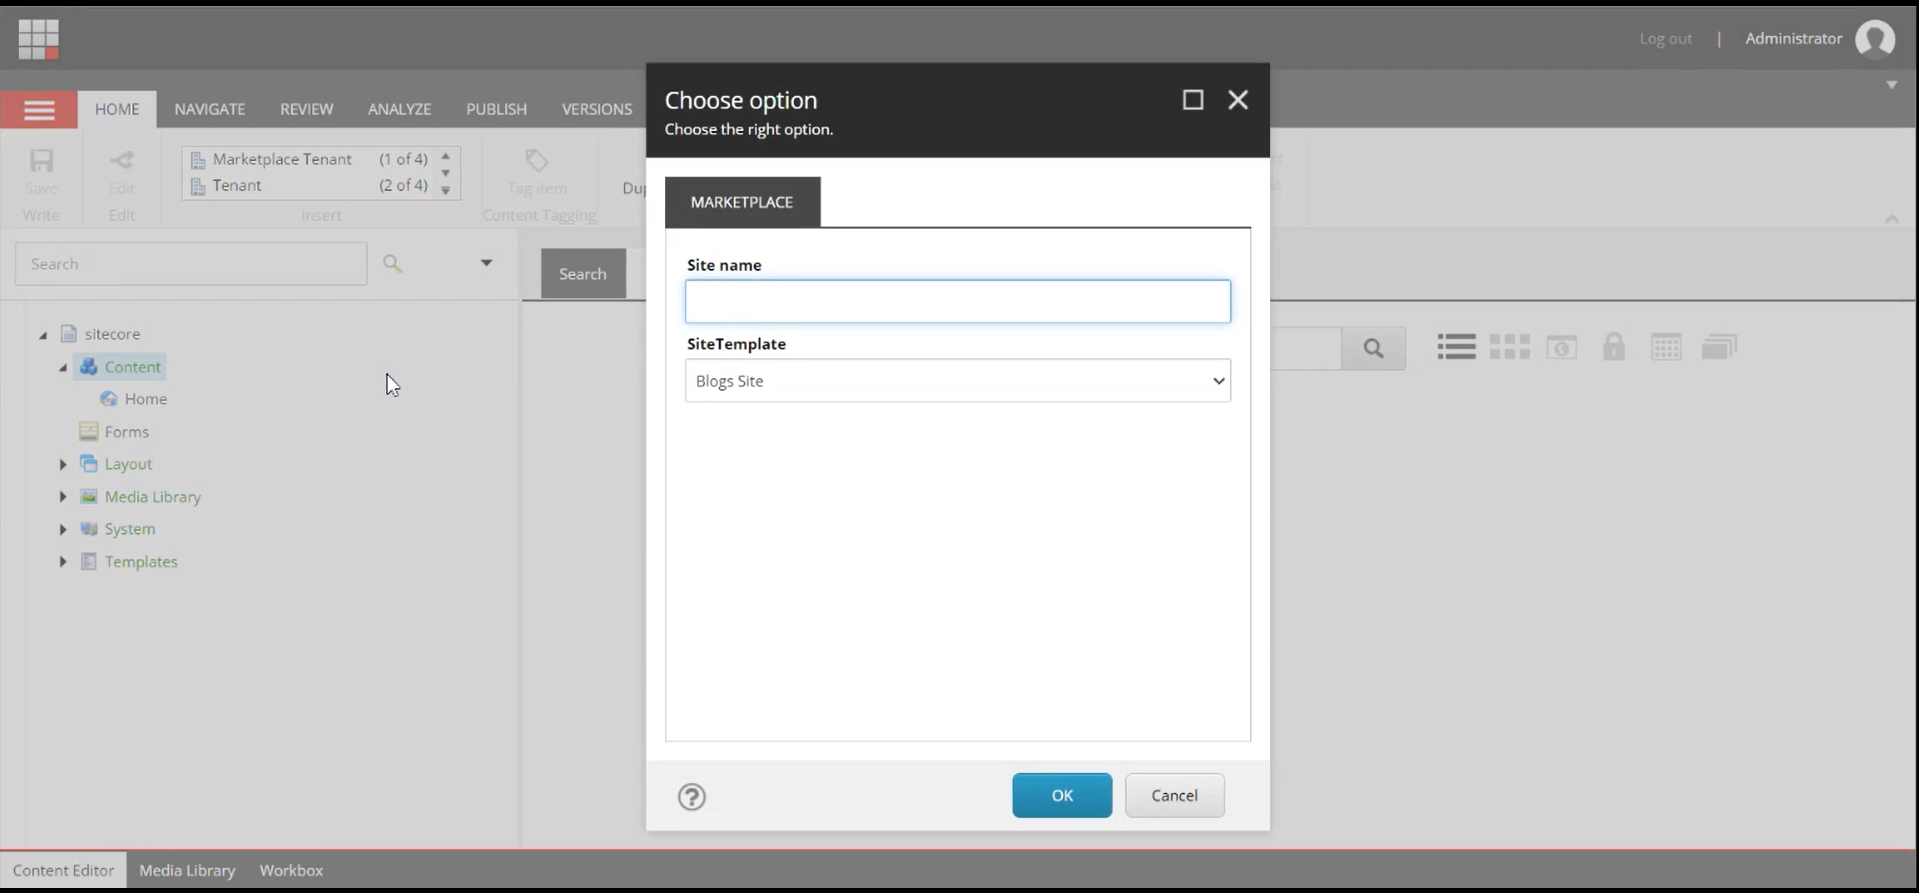 Log out | Administrator
HOME NAVIGATE REVIEW ANALYZE PUBLISH VERSIONS
Save
Write
Edit
Edit
Marketplace Tenant (1 of 4)
Tenant (2 of 4)
Insert
Tag item
Content Tagging
Dup
st
st
Search
sitecore
Content
Home
Forms
Layout
Media Library
System
Templates
Search
Choose option
Choose the right option.
MARKETPLACE
Site name
SiteTemplate
Blogs Site
?
OK Cancel
Content Editor Media Library Workbox